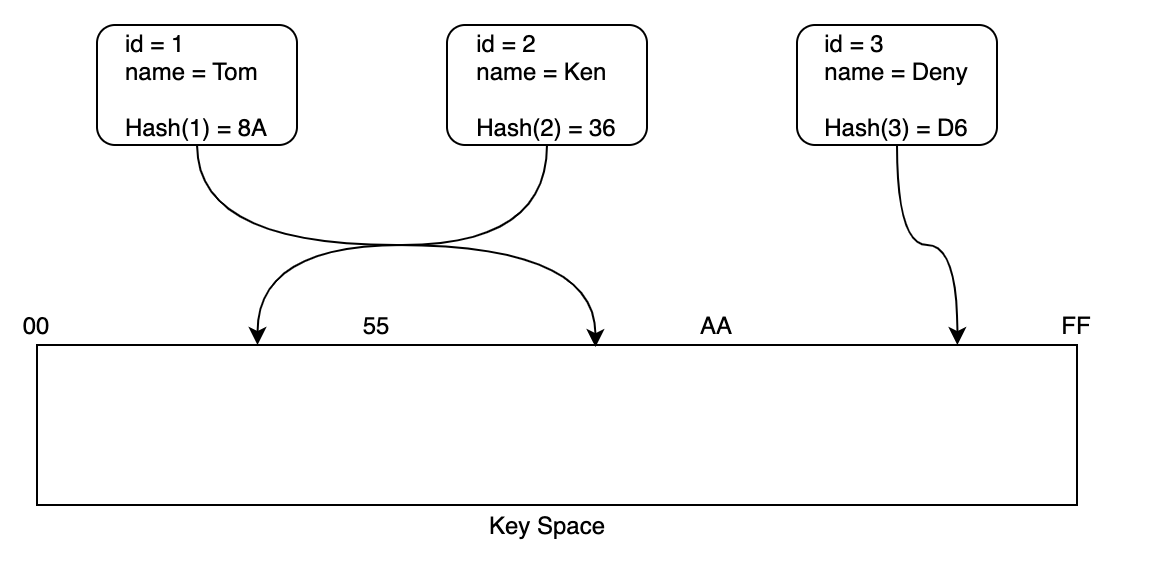 id = 1
name = Tom
Hash(1) = 8A
id = 2
name = Ken
Hash(2) = 36
id = 3
name = Deny
Hash(3) = D6
00
55
AA
FF
Key Space